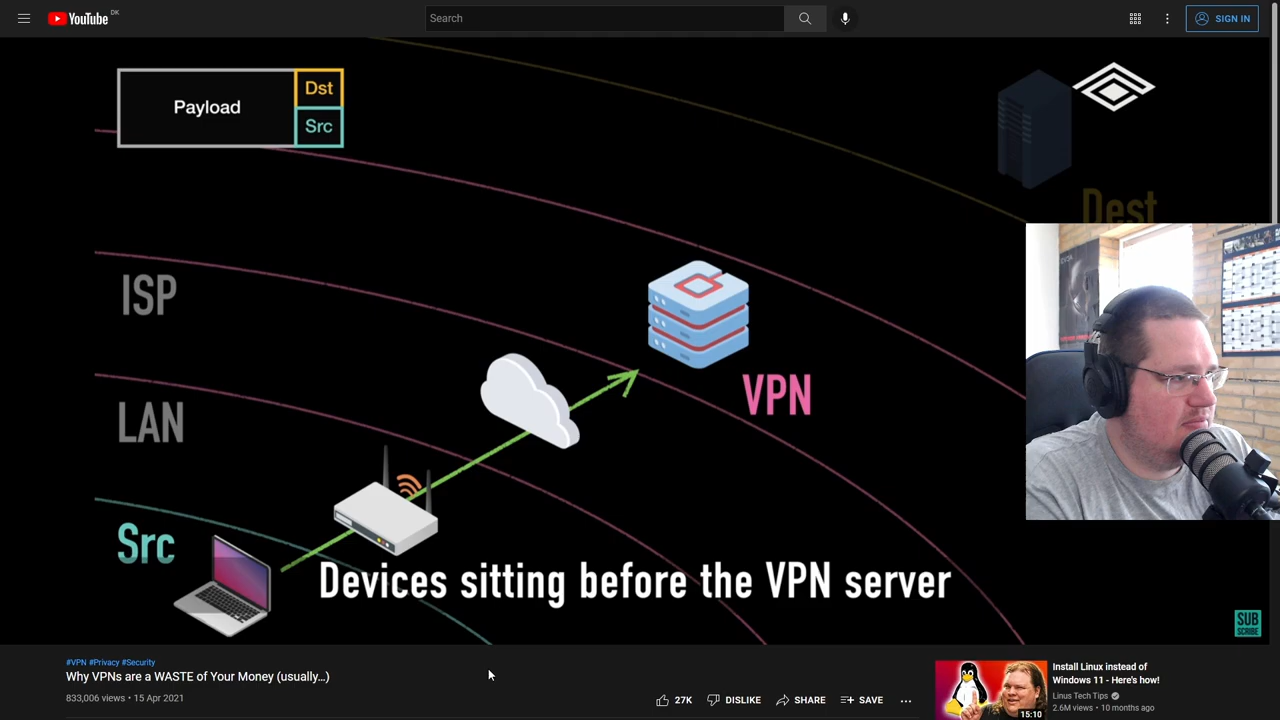 YouTube DK
Search
SIGN IN
Payload
Dst
Src
Dest
ISP
VPN
LAN
Src
Devices sitting before the VPN server
SUB
SCRIBE
#VPN #Privacy #Security
Why VPNs are a WASTE of Your Money (usually…)
833,006 views • 15 Apr 2021
27K
DISLIKE
SHARE
SAVE
15:10
Install Linux instead of
Windows 11 - Here's how!
Linus Tech Tips
2.6M views • 10 months ago